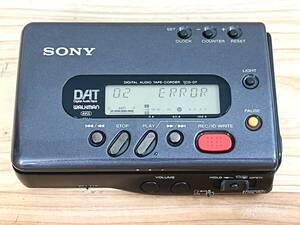 SET
CLOCK COUNTER RESET
SONY
LIGHT
DIGITAL AUDIO TAPE-CORDER TCD-D7
DAT
Digital Audio Tape
WALKMAN
02 ERROR
PAUSE
STOP PLAY REC/ID WRITE
VOLUME
HOLD